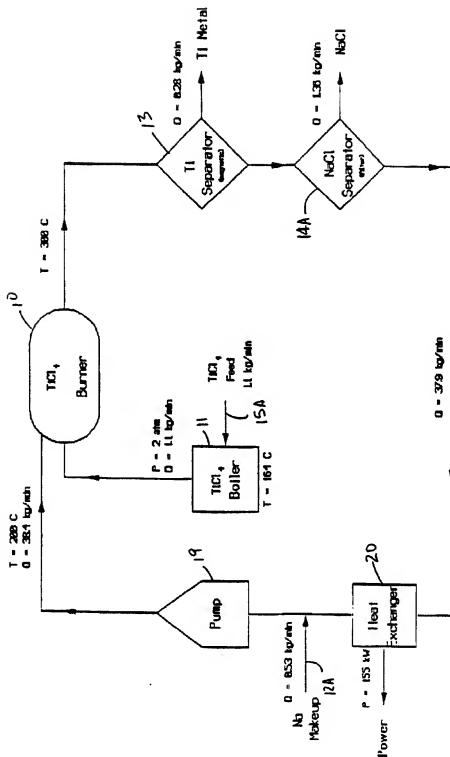 T = 200 C
Q = 38.4 kg/min
10
TiCl4
Burner
T = 300 C
13
Q = 0.28 kg/min
Ti Metal
Ti
Separator
P = 2 atm
Q = 1.1 kg/min
11
TiCl4
Boiler
T = 164 C
TiCl4
Feed
1.1 kg/min
15A
Q = 1.36 kg/min
NaCl
NaCl
Separator
(filter)
14A
19
Pump
Q = 0.53 kg/min
Na
Makeup
12A
20
Heat
Exchanger
P = 155 kW
Power
Q = 37.9 kg/min